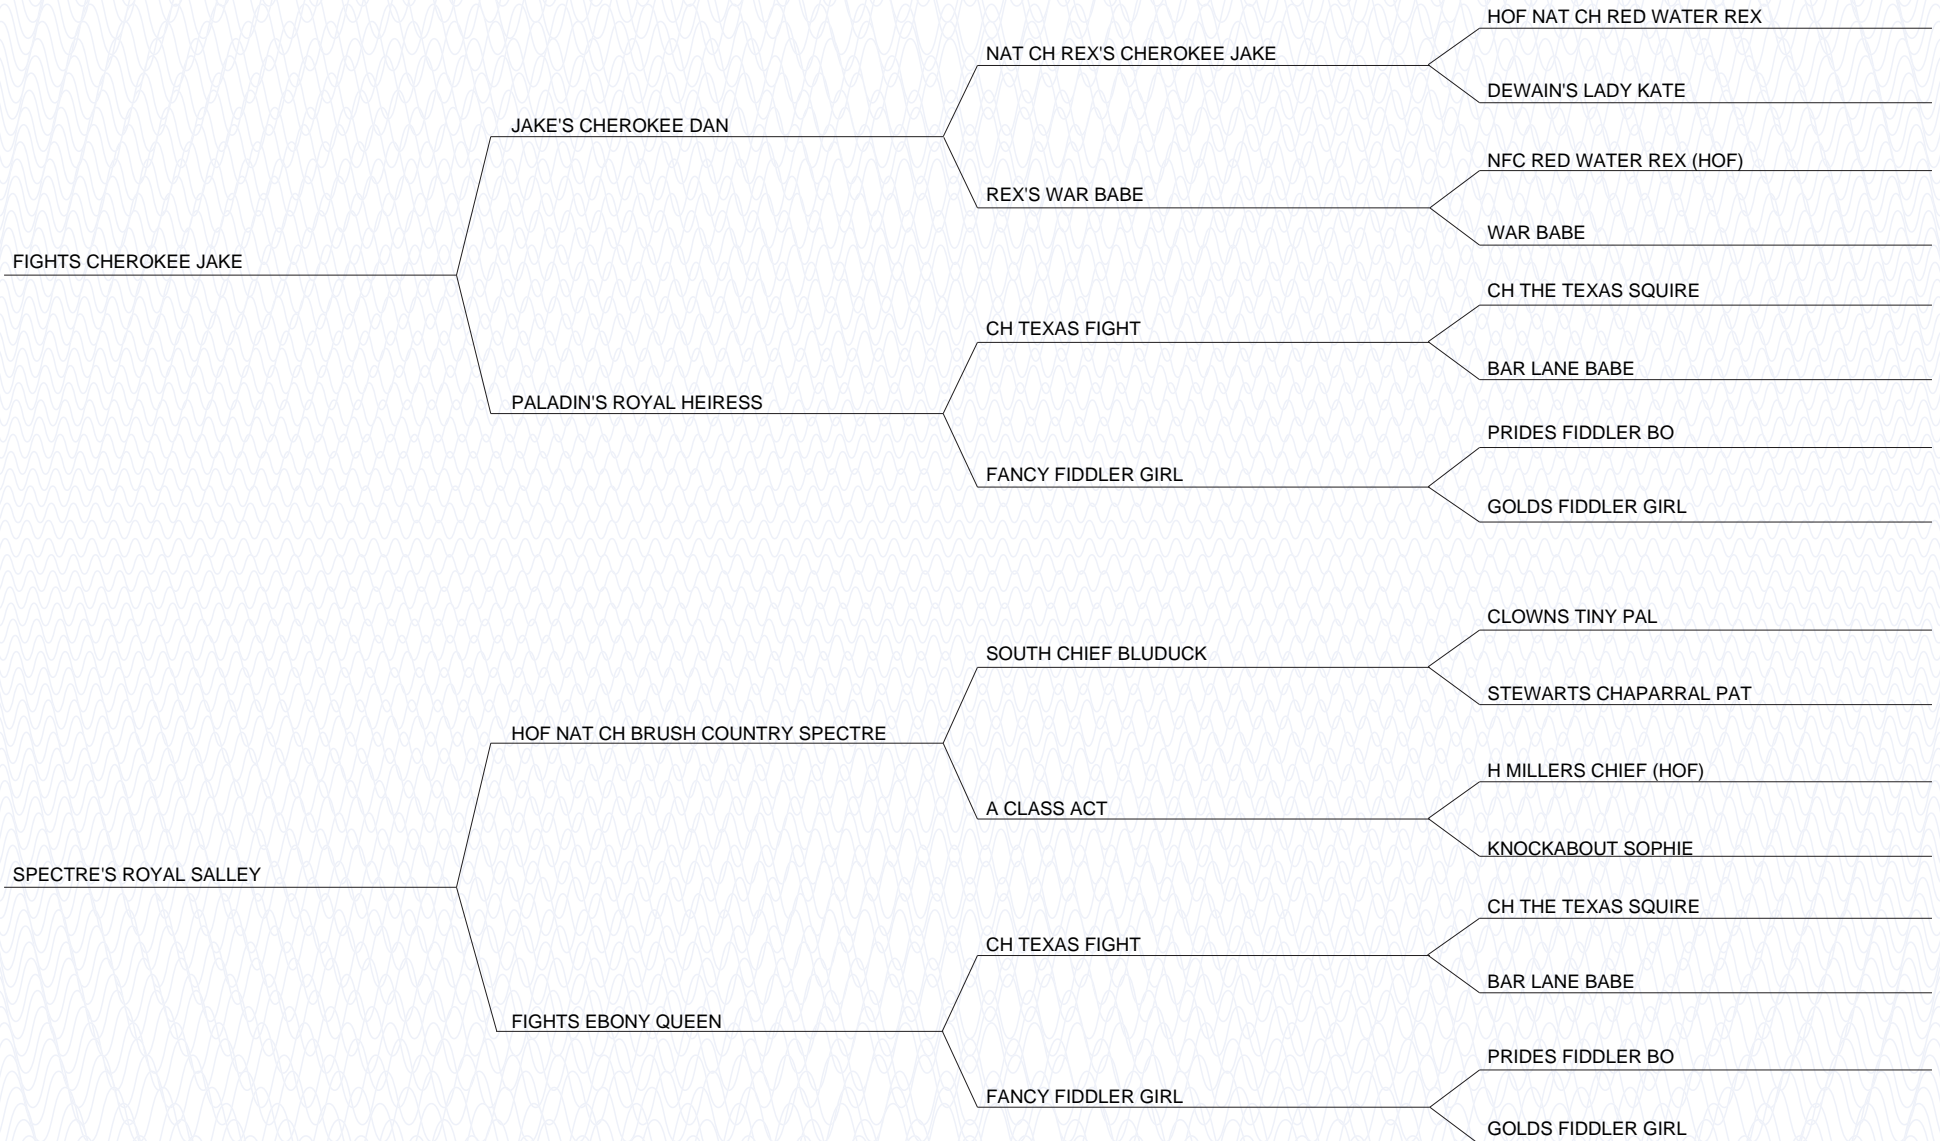 HOF NAT CH RED WATER REX
NAT CH REX'S CHEROKEE JAKE
DEWAIN'S LADY KATE
JAKE'S CHEROKEE DAN
NFC RED WATER REX (HOF)
REX'S WAR BABE
WAR BABE
FIGHTS CHEROKEE JAKE
CH THE TEXAS SQUIRE
CH TEXAS FIGHT
BAR LANE BABE
PALADIN'S ROYAL HEIRESS
PRIDES FIDDLER BO
FANCY FIDDLER GIRL
GOLDS FIDDLER GIRL
CLOWNS TINY PAL
SOUTH CHIEF BLUDUCK
STEWARTS CHAPARRAL PAT
HOF NAT CH BRUSH COUNTRY SPECTRE
H MILLERS CHIEF (HOF)
A CLASS ACT
KNOCKABOUT SOPHIE
SPECTRE'S ROYAL SALLEY
CH THE TEXAS SQUIRE
CH TEXAS FIGHT
BAR LANE BABE
FIGHTS EBONY QUEEN
PRIDES FIDDLER BO
FANCY FIDDLER GIRL
GOLDS FIDDLER GIRL